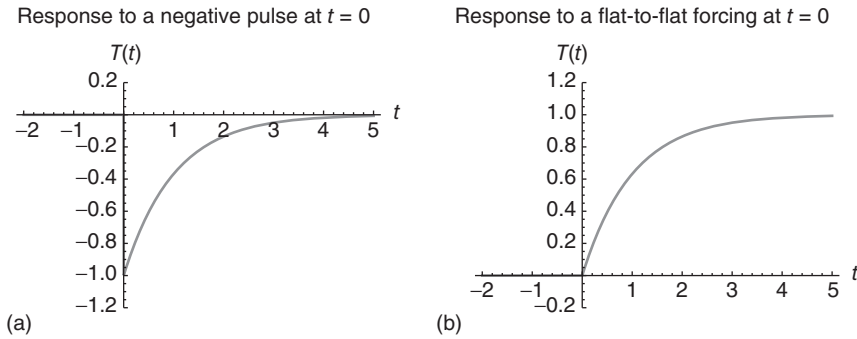 Response to a negative pulse at t = 0
T(t)
0.2
t
−2 −1 1 2 3 4 5
−0.2
−0.4
−0.6
−0.8
−1.0
−1.2
(a)
Response to a flat-to-flat forcing at t = 0
T(t)
1.2
1.0
0.8
0.6
0.4
0.2
t
−2 −1 1 2 3 4 5
−0.2
(b)